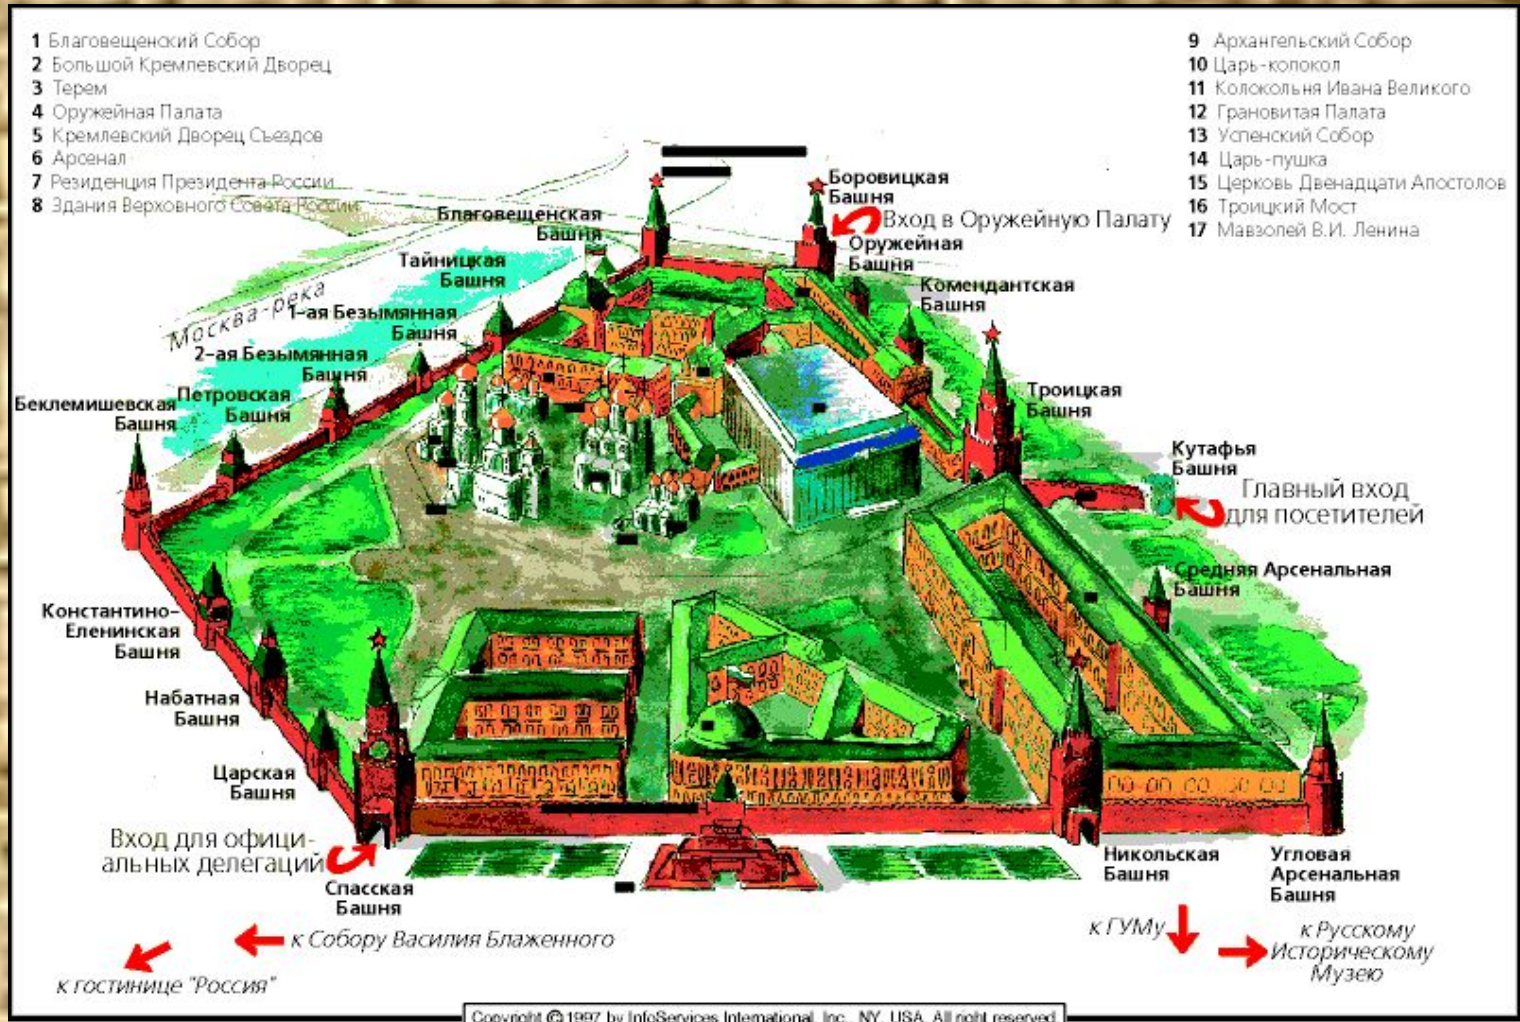 1 Благовещенский Собор
2 Большой Кремлевский Дворец
3 Терем
4 Оружейная Палата
5 Кремлевский Дворец Съездов
6 Арсенал
7 Резиденция Президента России
8 Здания Верховного Совета России
9 Архангельский Собор
10 Царь-колокол
11 Колокольня Ивана Великого
12 Грановитая Палата
13 Успенский Собор
14 Царь-пушка
15 Церковь Двенадцати Апостолов
16 Троицкий Мост
17 Мавзолей В.И. Ленина
Боровицкая
Башня
Вход в Оружейную Палату
Благовещенская
Башня
Оружейная
Башня
Тайницкая
Башня
Комендантская
Башня
Москва-река
1-ая Безымянная
Башня
2-ая Безымянная
Башня
Петровская
Башня
Беклемишевская
Башня
Троицкая
Башня
Кутафья
Башня
Главный вход
для посетителей
Средняя Арсенальная
Башня
Константино-
Еленинская
Башня
Набатная
Башня
Царская
Башня
Вход для офици-
альных делегаций
Спасская
Башня
Никольская
Башня
Угловая
Арсенальная
Башня
к Собору Василия Блаженного
к гостинице "Россия"
к ГУМу
к Русскому
Историческому
Музею
Copyright © 1997 by InfoServices International, Inc., NY, USA. All right reserved.